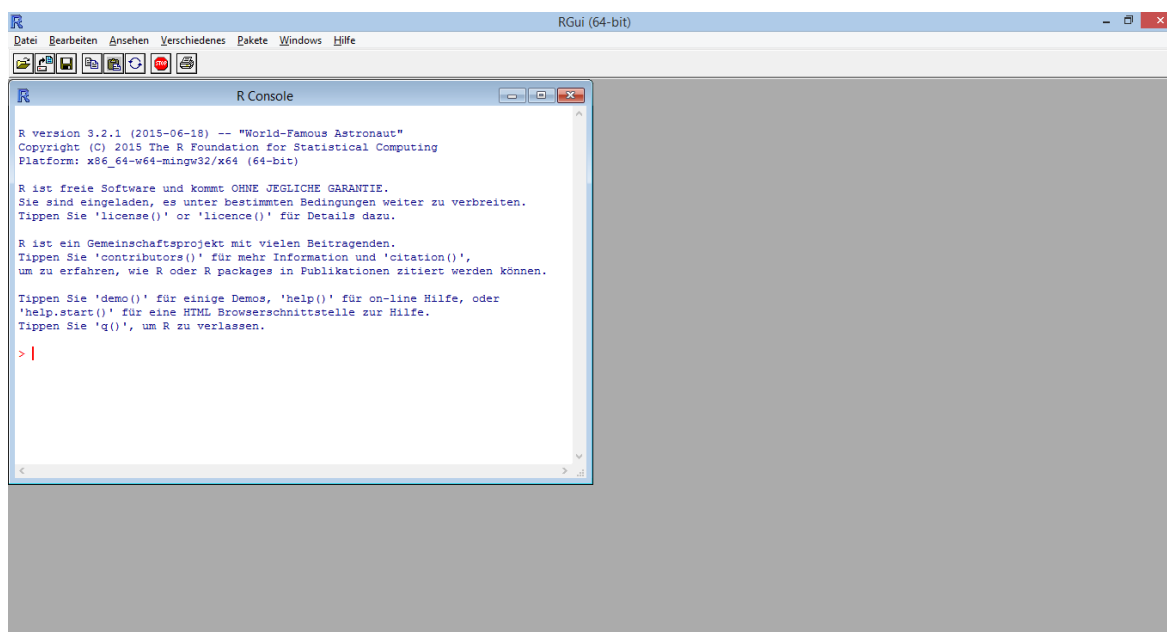 RGui (64-bit)
Datei Bearbeiten Ansehen Verschiedenes Pakete Windows Hilfe
STOP
R Console
R version 3.2.1 (2015-06-18) -- "World-Famous Astronaut"
Copyright (C) 2015 The R Foundation for Statistical Computing
Platform: x86_64-w64-mingw32/x64 (64-bit)
R ist freie Software und kommt OHNE JEGLICHE GARANTIE.
Sie sind eingeladen, es unter bestimmten Bedingungen weiter zu verbreiten.
Tippen Sie 'license()' or 'licence()' für Details dazu.
R ist ein Gemeinschaftsprojekt mit vielen Beitragenden.
Tippen Sie 'contributors()' für mehr Information und 'citation()',
um zu erfahren, wie R oder R packages in Publikationen zitiert werden können.
Tippen Sie 'demo()' für einige Demos, 'help()' für on-line Hilfe, oder
'help.start()' für eine HTML Browserschnittstelle zur Hilfe.
Tippen Sie 'q()', um R zu verlassen.
>